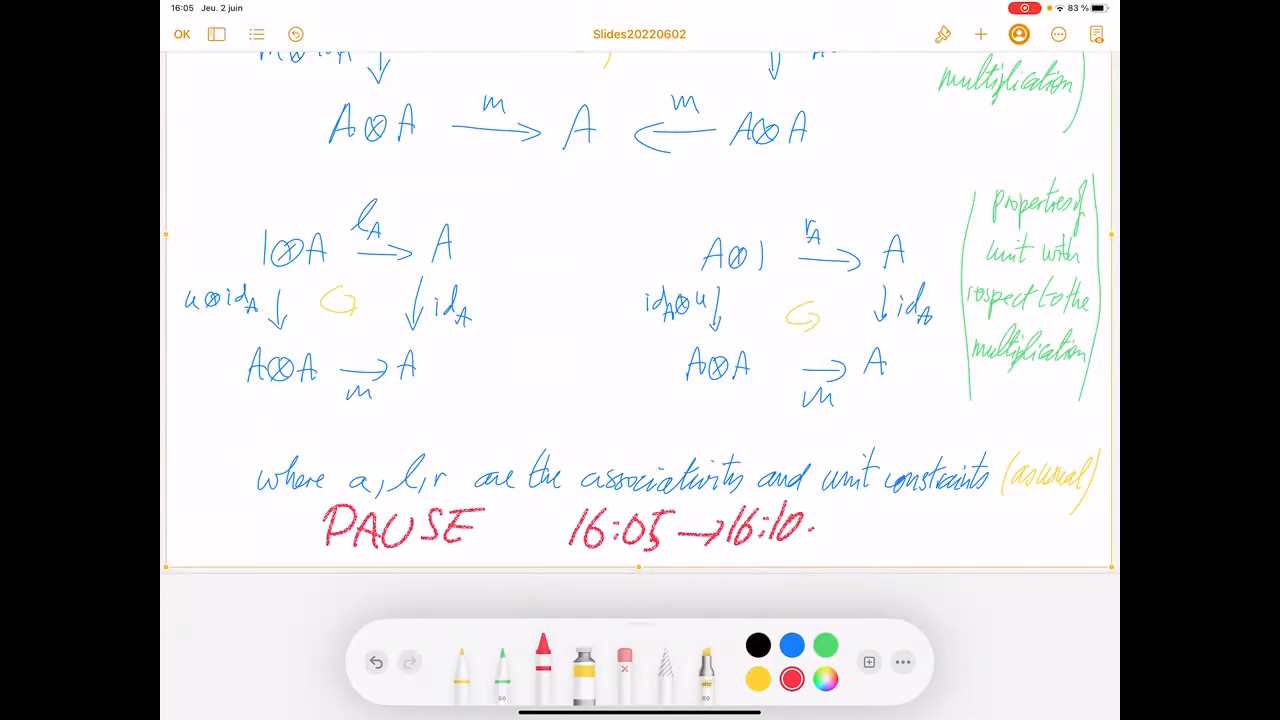 16:05 Jeu. 2 juin 83 %
OK Slides20220602
multiplication
A⊗A m A m A⊗A
1⊗A l_A A
u⊗id_A id_A
A⊗A m A
A⊗1 r_A A
id_A⊗u id_A
A⊗A m A
properties of
unit with
respect to the
multiplication
where a, l, r are the associativity and unit constraints (as usual)
PAUSE 16:05 → 16:10.